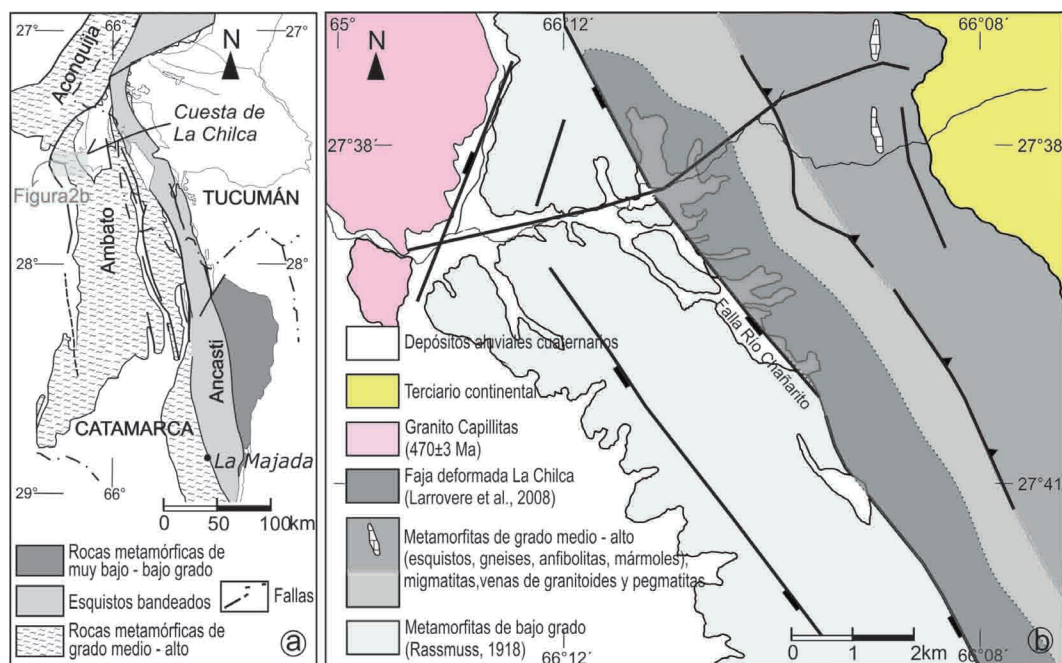 27°
66°
27°
N
Aconquija
Cuesta de
La Chilca
Figura2b
TUCUMÁN
Ambato
28°
28°
Ancasti
CATAMARCA
La Majada
66°
29°
29°
0 50 100km
Rocas metamórficas de
muy bajo - bajo grado
Esquistos bandeados
Fallas
Rocas metamórficas de
grado medio - alto
a
65°
66°12´
66°08´
N
27°38´
27°38´
Falla Río Chañarito
Depósitos aluviales cuaternarios
Terciario continental
Granito Capillitas
(470±3 Ma)
Faja deformada La Chilca
(Larrovere et al., 2008)
27°41
Metamorfitas de grado medio - alto
(esquistos, gneises, anfibolitas, mármoles),
migmatitas,venas de granitoides y pegmatitas
Metamorfitas de bajo grado
(Rassmuss, 1918)
66°12´
0 1 2km
66°08´
b